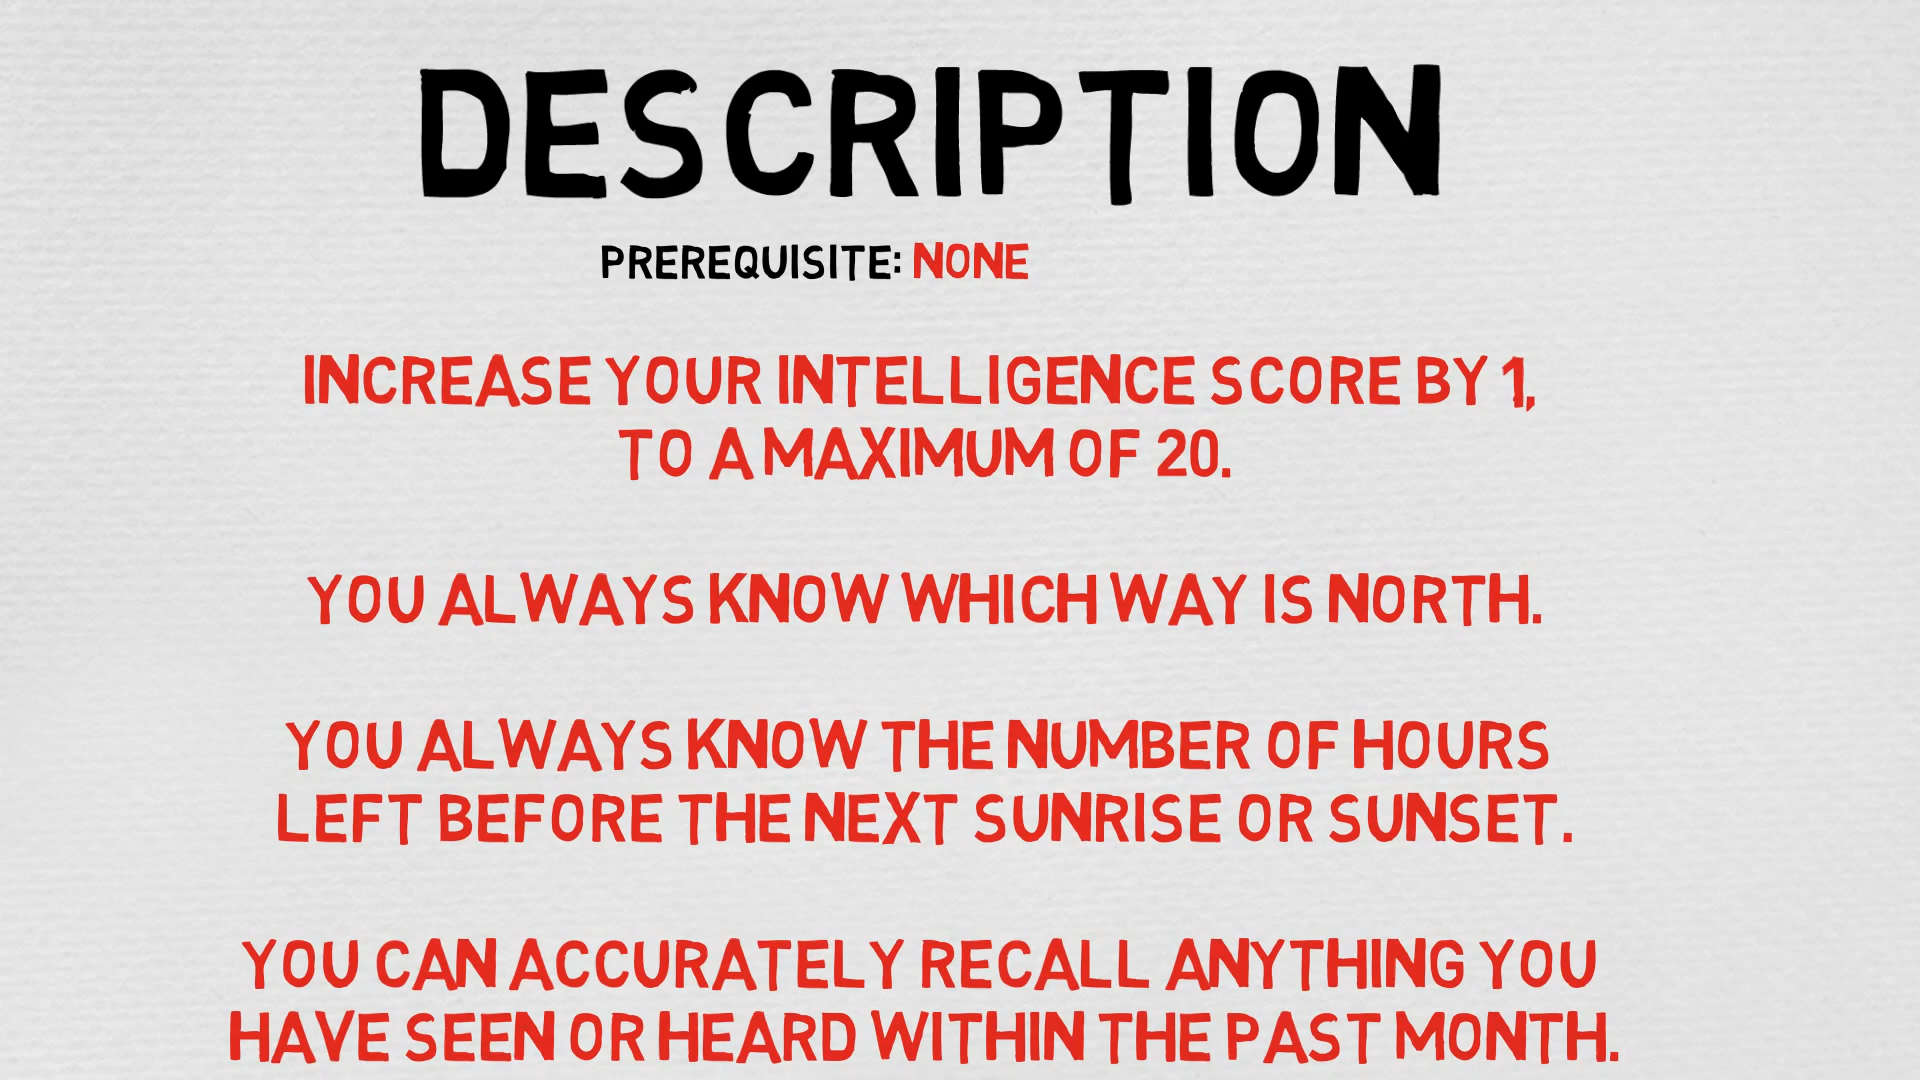 DESCRIPTION
PREREQUISITE: NONE
INCREASE YOUR INTELLIGENCE SCORE BY 1,
TO A MAXIMUM OF 20.
YOU ALWAYS KNOW WHICH WAY IS NORTH.
YOU ALWAYS KNOW THE NUMBER OF HOURS
LEFT BEFORE THE NEXT SUNRISE OR SUNSET.
YOU CAN ACCURATELY RECALL ANYTHING YOU
HAVE SEEN OR HEARD WITHIN THE PAST MONTH.